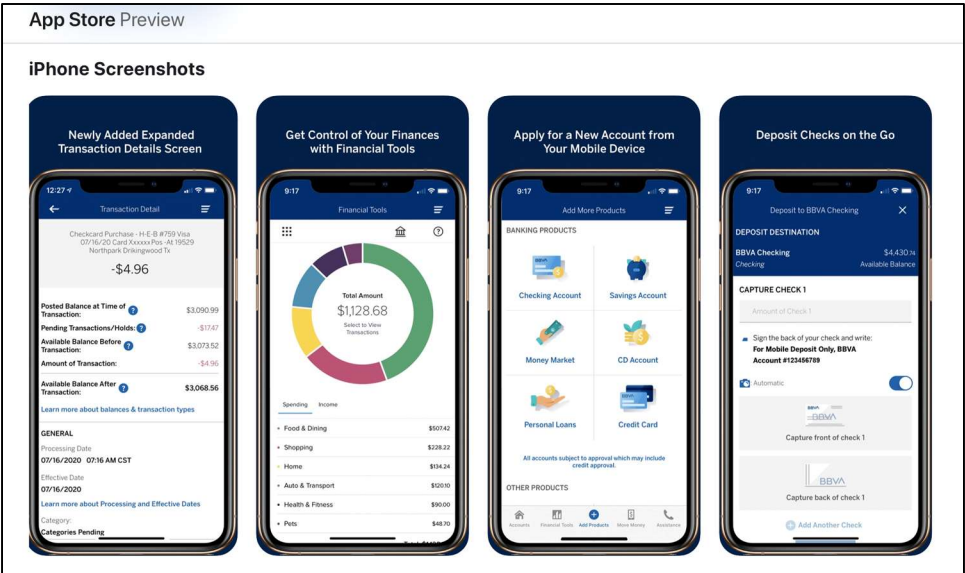 App Store Preview
iPhone Screenshots
Newly Added Expanded
Transaction Details Screen
12:27
Transaction Detail
Checkcard Purchase - H-E-B #759 Visa
07/16/20 Card Xxxxxx Pos -At 19529
Northpark Drikingwood Tx
-$4.96
Posted Balance at Time of
Transaction: ? $3,090.99
Pending Transactions/Holds: ? -$17.47
Available Balance Before
Transaction: ? $3,073.52
Amount of Transaction: -$4.96
Available Balance After
Transaction: ? $3,068.56
Learn more about balances & transaction types
GENERAL
Processing Date
07/16/2020 07:16 AM CST
Effective Date
07/16/2020
Learn more about Processing and Effective Dates
Category:
Categories Pending
Get Control of Your Finances
with Financial Tools
9:17
Financial Tools
?
Total Amount
$1,128.68
Select to View
Transactions
Spending Income
Food & Dining $507.42
Shopping $228.22
Home $134.24
Auto & Transport $120.10
Health & Fitness $90.00
Pets $48.70
Apply for a New Account from
Your Mobile Device
9:17
Add More Products
BANKING PRODUCTS
BBVA
Checking Account Savings Account
Money Market CD Account
Personal Loans Credit Card
All accounts subject to approval which may include
credit approval.
OTHER PRODUCTS
Accounts Financial Tools Add Products Move Money Assistance
Deposit Checks on the Go
9:17
Deposit to BBVA Checking
DEPOSIT DESTINATION
BBVA Checking $4,430.74
Checking Available Balance
CAPTURE CHECK 1
Amount of Check 1
Sign the back of your check and write:
For Mobile Deposit Only, BBVA
Account #123456789
Automatic
BBVA
BBVA
Capture front of check 1
BBVA
Capture back of check 1
Add Another Check